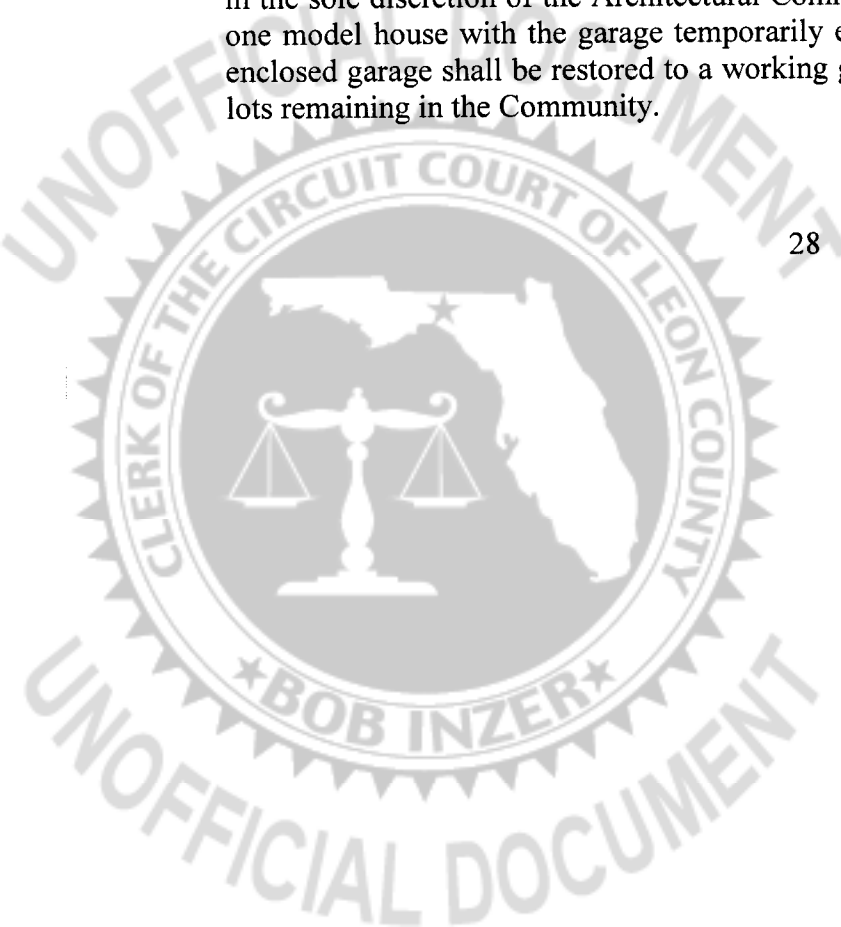 in the sole discretion of the Architectural
one model house with the garage temporarily
enclosed garage shall be restored to a working
lots remaining in the Community.
28
UNOFFICIAL DOCUMENT
CLERK OF THE CIRCUIT COURT OF LEON COUNTY
★BOB INZER★
UNOFFICIAL DOCUMENT